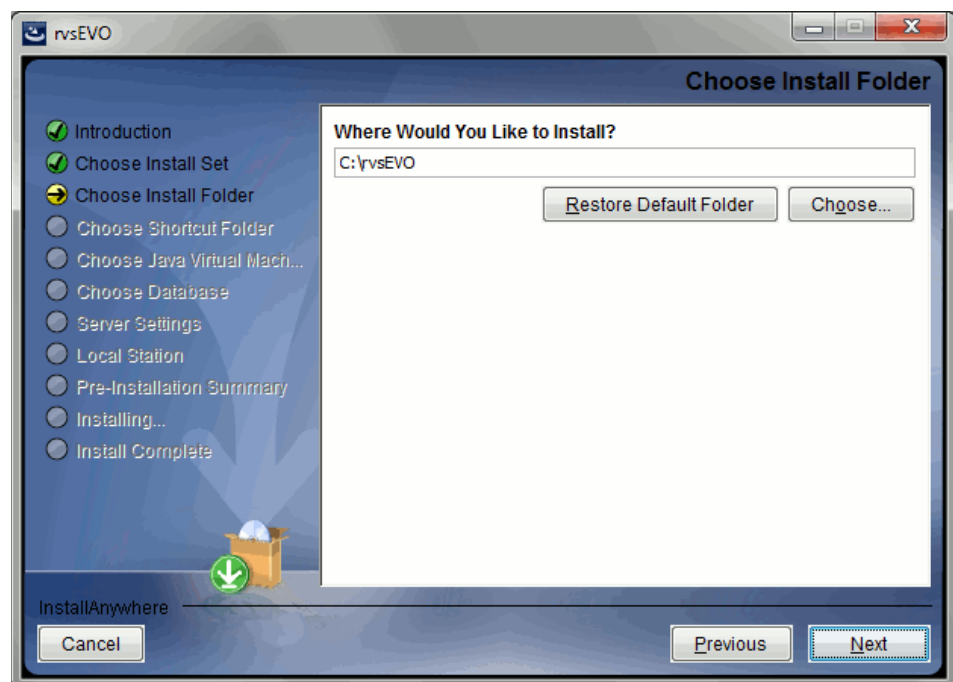 rvsEVO
Choose Install Folder
Introduction
Choose Install Set
Choose Install Folder
Choose Shortcut Folder
Choose Java Virtual Mach...
Choose Database
Server Settings
Local Station
Pre-Installation Summary
Installing...
Install Complete
Where Would You Like to Install?
C:\rvsEVO
Restore Default Folder
Choose...
InstallAnywhere
Cancel
Previous
Next